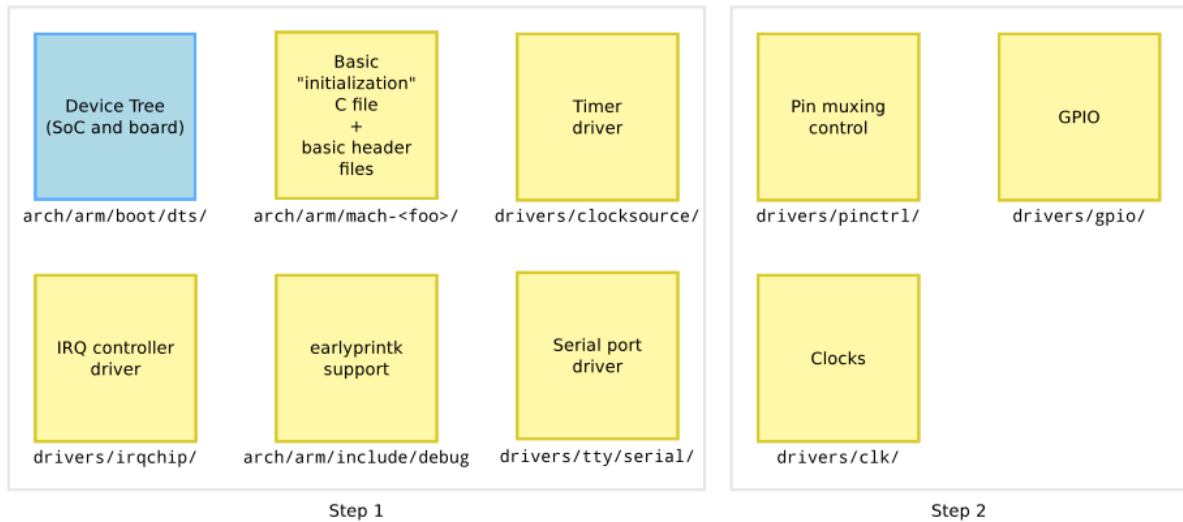 Device Tree
(SoC and board)
arch/arm/boot/dts/
Basic
"initialization"
C file
+
basic header
files
arch/arm/mach-<foo>/
Timer
driver
drivers/clocksource/
IRQ controller
driver
drivers/irqchip/
earlyprintk
support
arch/arm/include/debug
Serial port
driver
drivers/tty/serial/
Step 1
Pin muxing
control
drivers/pinctrl/
GPIO
drivers/gpio/
Clocks
drivers/clk/
Step 2